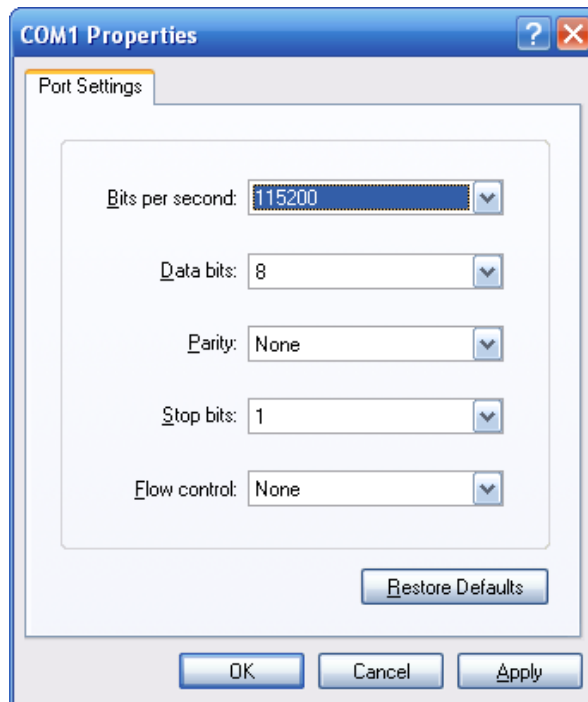 COM1 Properties
Port Settings
Bits per second: 115200
Data bits: 8
Parity: None
Stop bits: 1
Flow control: None
Restore Defaults
OK Cancel Apply